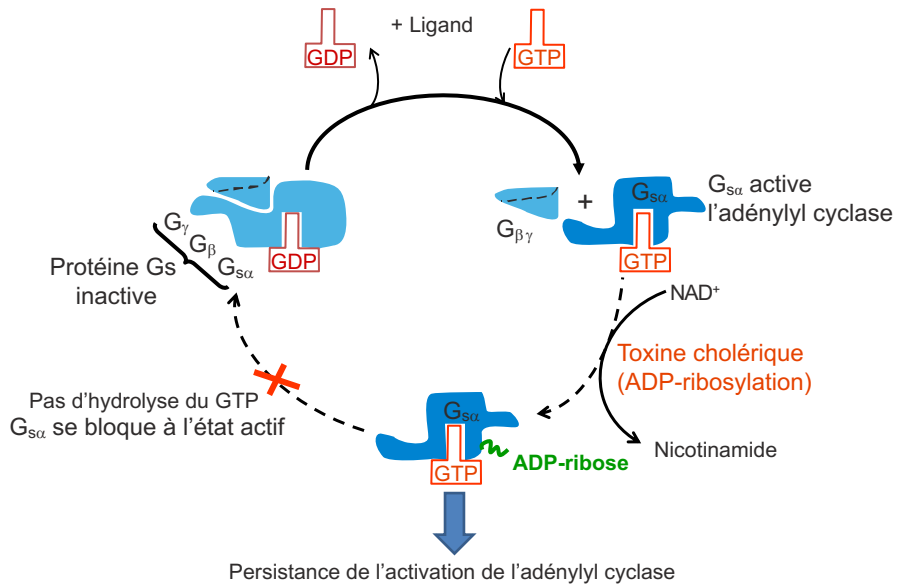 + Ligand
GDP
GTP
Gsα
+
Gsα active
l’adénylyl cyclase
Gγ
Gβ
Gsα
Gβγ
GDP
GTP
Protéine Gs
inactive
NAD⁺
Toxine cholérique
(ADP-ribosylation)
Pas d’hydrolyse du GTP
Gsα se bloque à l’état actif
Gsα
Nicotinamide
ADP-ribose
GTP
Persistance de l’activation de l’adénylyl cyclase